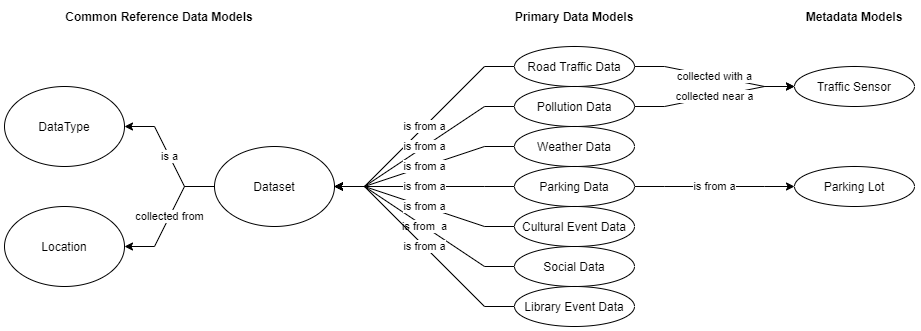 Common Reference Data Models
Primary Data Models
Metadata Models
DataType
Location
is a
collected from
Dataset
is from a
is from a
is from a
is from a
is from a
is from  a
is from a
Road Traffic Data
Pollution Data
Weather Data
Parking Data
Cultural Event Data
Social Data
Library Event Data
collected with a
collected near a
is from a
Traffic Sensor
Parking Lot